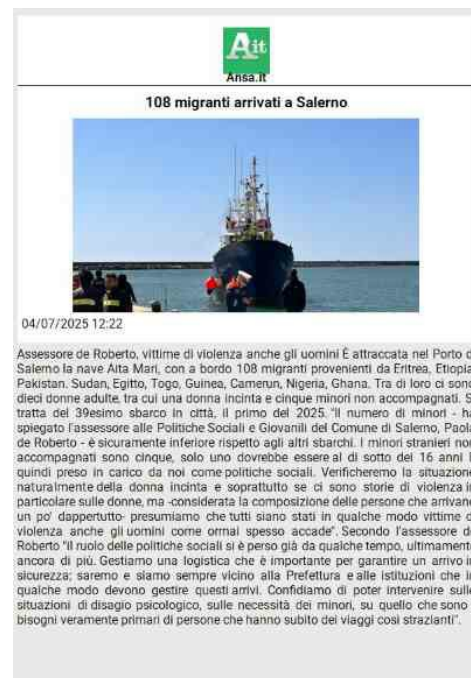 Ait
Ansa.it
108 migranti arrivati a Salerno
04/07/2025 12:22
Assessore de Roberto, vittime di violenza anche gli uomini È attraccata nel Porto d
Salerno la nave Aita Mari, con a bordo 108 migranti provenienti da Eritrea, Etiopia
Pakistan. Sudan, Egitto, Togo, Guinea, Camerun, Nigeria, Ghana. Tra di loro ci sono
dieci donne adulte, tra cui una donna incinta e cinque minori non accompagnati. S
tratta del 39esimo sbarco in città, il primo del 2025. "Il numero di minori - ha
spiegato l'assessore alle Politiche Sociali e Giovanili del Comune di Salerno, Paola
de Roberto - è sicuramente inferiore rispetto agli altri sbarchi. I minori stranieri non
accompagnati sono cinque, solo uno dovrebbe essere al di sotto dei 16 anni
quindi preso in carico da noi come politiche sociali. Verificheremo la situazione
naturalmente della donna incinta e soprattutto se ci sono storie di violenza in
particolare sulle donne, ma -considerata la composizione delle persone che arrivano
un po' dappertutto- presumiamo che tutti siano stati in qualche modo vittime d
violenza anche gli uomini come ormai spesso accade". Secondo l'assessore de
Roberto "il ruolo delle politiche sociali si è perso già da qualche tempo, ultimamente
ancora di più. Gestiamo una logistica che è importante per garantire un arrivo in
sicurezza; saremo e siamo sempre vicino alla Prefettura e alle istituzioni che in
qualche modo devono gestire questi arrivi. Confidiamo di poter intervenire sulle
situazioni di disagio psicologico, sulle necessità dei minori, su quello che sono
bisogni veramente primari di persone che hanno subito dei viaggi così strazianti".